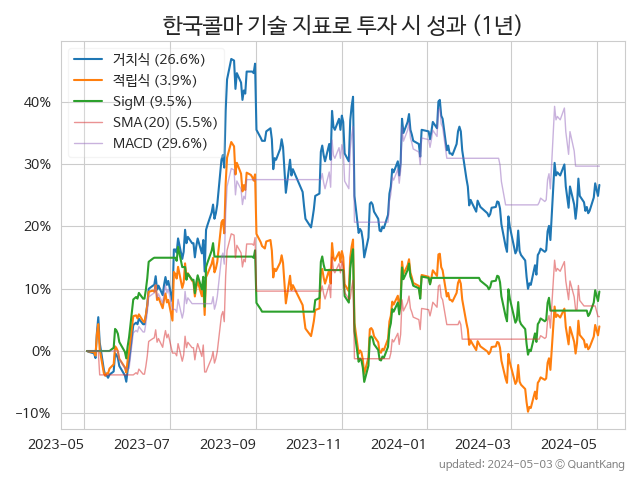 한국콜마 기술 지표로 투자 시 성과 (1년)
거치식 (26.6%)
적립식 (3.9%)
SigM (9.5%)
SMA(20) (5.5%)
MACD (29.6%)
40%
30%
20%
10%
0%
−10%
2023-05 2023-07 2023-09 2023-11 2024-01 2024-03 2024-05
updated: 2024-05-03 ⓒ QuantKang